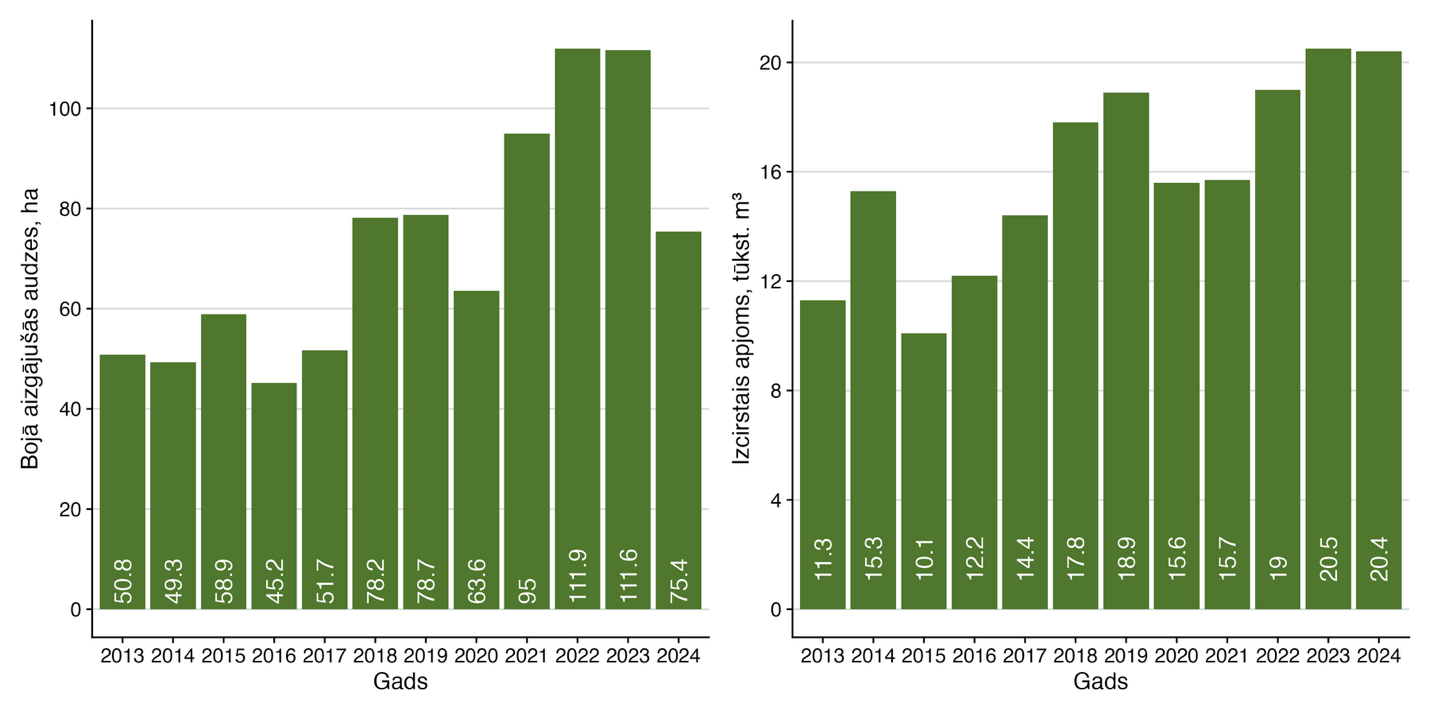 Bojā aizgājušās audzes, ha
100
80
60
40
20
0
50.8 49.3 58.9 45.2 51.7 78.2 78.7 63.6 95 111.9 111.6 75.4
2013 2014 2015 2016 2017 2018 2019 2020 2021 2022 2023 2024
Gads
Izcirstais apjoms, tūkst. m³
20
16
12
8
4
0
11.3 15.3 10.1 12.2 14.4 17.8 18.9 15.6 15.7 19 20.5 20.4
2013 2014 2015 2016 2017 2018 2019 2020 2021 2022 2023 2024
Gads